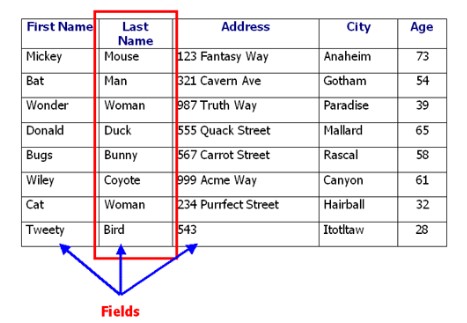 First Name Last Name Address City Age
Mickey Mouse 123 Fantasy Way Anaheim 73
Bat Man 321 Cavern Ave Gotham 54
Wonder Woman 987 Truth Way Paradise 39
Donald Duck 555 Quack Street Mallard 65
Bugs Bunny 567 Carrot Street Rascal 58
Wiley Coyote 999 Acme Way Canyon 61
Cat Woman 234 Purrfect Street Hairball 32
Tweety Bird 543 Itotltaw 28
Fields